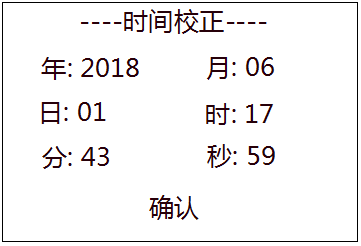 ----时间校正----
年: 2018 月: 06
日: 01 时: 17
分: 43 秒: 59
确认